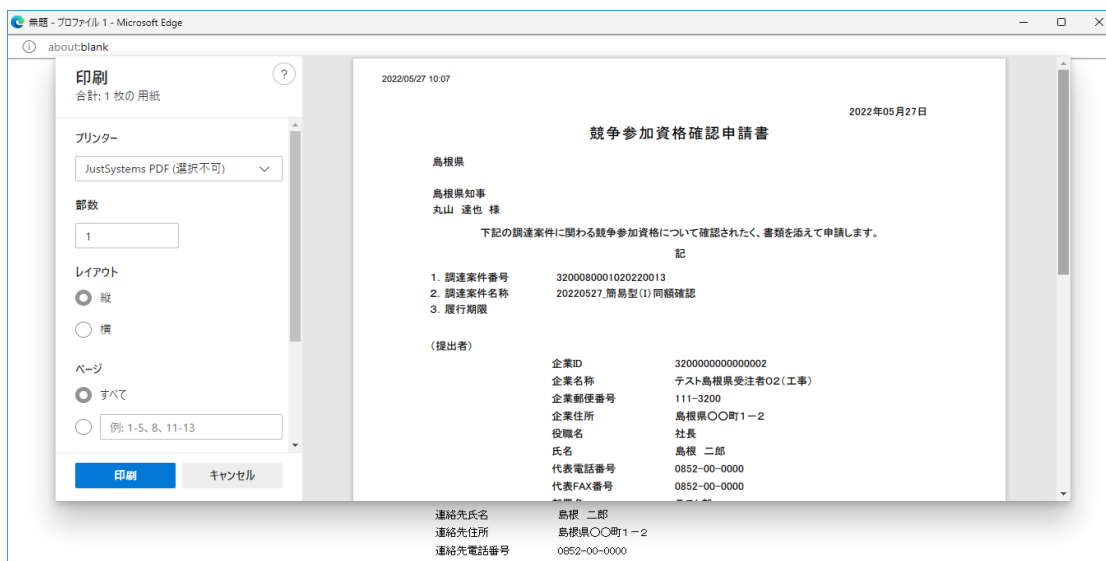 無題 - プロファイル 1 - Microsoft Edge
about:blank
印刷
?
合計: 1 枚の 用紙
プリンター
JustSystems PDF (選択不可)
部数
1
レイアウト
縦
横
ページ
すべて
例: 1-5、8、11-13
印刷
キャンセル
2022/05/27 10:07
2022年05月27日
競争参加資格確認申請書
島根県
島根県知事
丸山 達也 様
下記の調達案件に関わる競争参加資格について確認されたく、書類を添えて申請します。
記
1. 調達案件番号 3200080001020220013
2. 調達案件名称 20220527_簡易型(I)同額確認
3. 履行期限
(提出者)
企業ID 3200000000000002
企業名称 テスト島根県受注者02(工事)
企業郵便番号 111-3200
企業住所 島根県〇〇町1-2
役職名 社長
氏名 島根 二郎
代表電話番号 0852-00-0000
代表FAX番号 0852-00-0000
連絡先氏名 島根 二郎
連絡先住所 島根県〇〇町1-2
連絡先電話番号 0852-00-0000